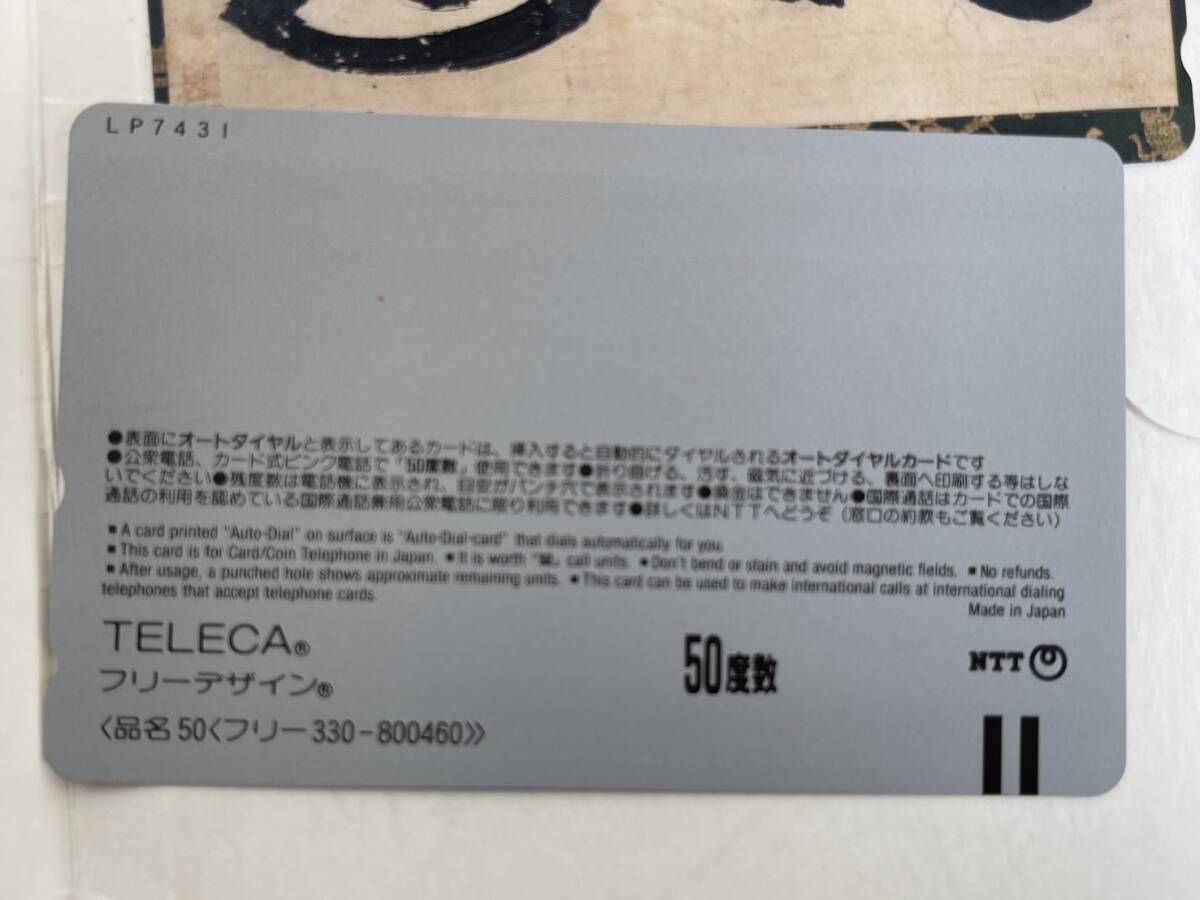 LP7431
●表面にオートダイヤルと表示してあるカードは、挿入すると自動的にダイヤルされるオートダイヤルカードです
●公衆電話、カード式ピンク電話で「50度数」使用できます●折り曲げる、汚す、磁気に近づける、裏面へ印刷する等はしな
いでください●残度数は電話機に表示され、目安がパンチ穴で表示されます●換金はできません●国際通話はカードでの国際
通話の利用を認めている国際通話兼用公衆電話に限り利用できます●詳しくはNTTへどうぞ(窓口の約款もご覧ください)
■ A card printed "Auto-Dial" on surface is "Auto-Dial-card" that dials automatically for you.
■ This card is for Card/Coin Telephone in Japan. ■ It is worth call units. ■ Don't bend or stain and avoid magnetic fields. ■ No refunds.
■ After usage, a punched hole shows approximate remaining units. ■ This card can be used to make international calls at international dialing
telephones that accept telephone cards.
Made in Japan
TELECA®
フリーデザイン®
50度数
NTT
〈品名 50〈フリー330-800460〉〉